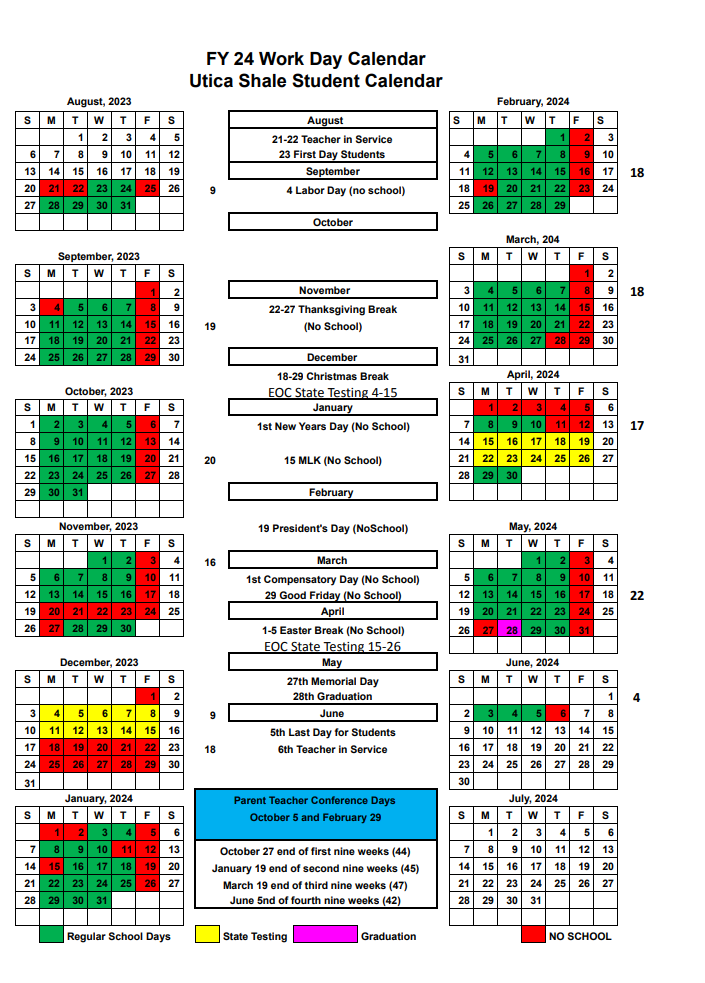 FY 24 Work Day Calendar
Utica Shale Student Calendar
August, 2023
S M T W T F S
1 2 3 4 5
6 7 8 9 10 11 12
13 14 15 16 17 18 19
20 21 22 23 24 25 26
27 28 29 30 31
September, 2023
S M T W T F S
1 2
3 4 5 6 7 8 9
10 11 12 13 14 15 16
17 18 19 20 21 22 23
24 25 26 27 28 29 30
October, 2023
S M T W T F S
1 2 3 4 5 6 7
8 9 10 11 12 13 14
15 16 17 18 19 20 21
22 23 24 25 26 27 28
29 30 31
November, 2023
S M T W T F S
1 2 3 4
5 6 7 8 9 10 11
12 13 14 15 16 17 18
19 20 21 22 23 24 25
26 27 28 29 30
December, 2023
S M T W T F S
1 2
3 4 5 6 7 8 9
10 11 12 13 14 15 16
17 18 19 20 21 22 23
24 25 26 27 28 29 30
31
January, 2024
S M T W T F S
1 2 3 4 5 6
7 8 9 10 11 12 13
14 15 16 17 18 19 20
21 22 23 24 25 26 27
28 29 30 31
9
19
20
16
9
18
August
21-22 Teacher in Service
23 First Day Students
September
4 Labor Day (no school)
October
November
22-27 Thanksgiving Break
(No School)
December
18-29 Christmas Break
EOC State Testing 4-15
January
1st New Years Day (No School)
15 MLK (No School)
February
19 President's Day (NoSchool)
March
1st Compensatory Day (No School)
29 Good Friday (No School)
April
1-5 Easter Break (No School)
EOC State Testing 15-26
May
27th Memorial Day
28th Graduation
June
5th Last Day for Students
6th Teacher in Service
Parent Teacher Conference Days
October 5 and February 29
October 27 end of first nine weeks (44)
January 19 end of second nine weeks (45)
March 19 end of third nine weeks (47)
June 5nd of fourth nine weeks (42)
February, 2024
S M T W T F S
1 2 3
4 5 6 7 8 9 10
11 12 13 14 15 16 17
18 19 20 21 22 23 24
25 26 27 28 29
18
March, 204
S M T W T F S
1 2
3 4 5 6 7 8 9
10 11 12 13 14 15 16
17 18 19 20 21 22 23
24 25 26 27 28 29 30
31
18
April, 2024
S M T W T F S
1 2 3 4 5 6
7 8 9 10 11 12 13
14 15 16 17 18 19 20
21 22 23 24 25 26 27
28 29 30
17
May, 2024
S M T W T F S
1 2 3 4
5 6 7 8 9 10 11
12 13 14 15 16 17 18
19 20 21 22 23 24 25
26 27 28 29 30 31
22
June, 2024
S M T W T F S
1
2 3 4 5 6 7 8
9 10 11 12 13 14 15
16 17 18 19 20 21 22
23 24 25 26 27 28 29
30
4
July, 2024
S M T W T F S
1 2 3 4 5 6
7 8 9 10 11 12 13
14 15 16 17 18 19 20
21 22 23 24 25 26 27
28 29 30 31
Regular School Days
State Testing
Graduation
NO SCHOOL